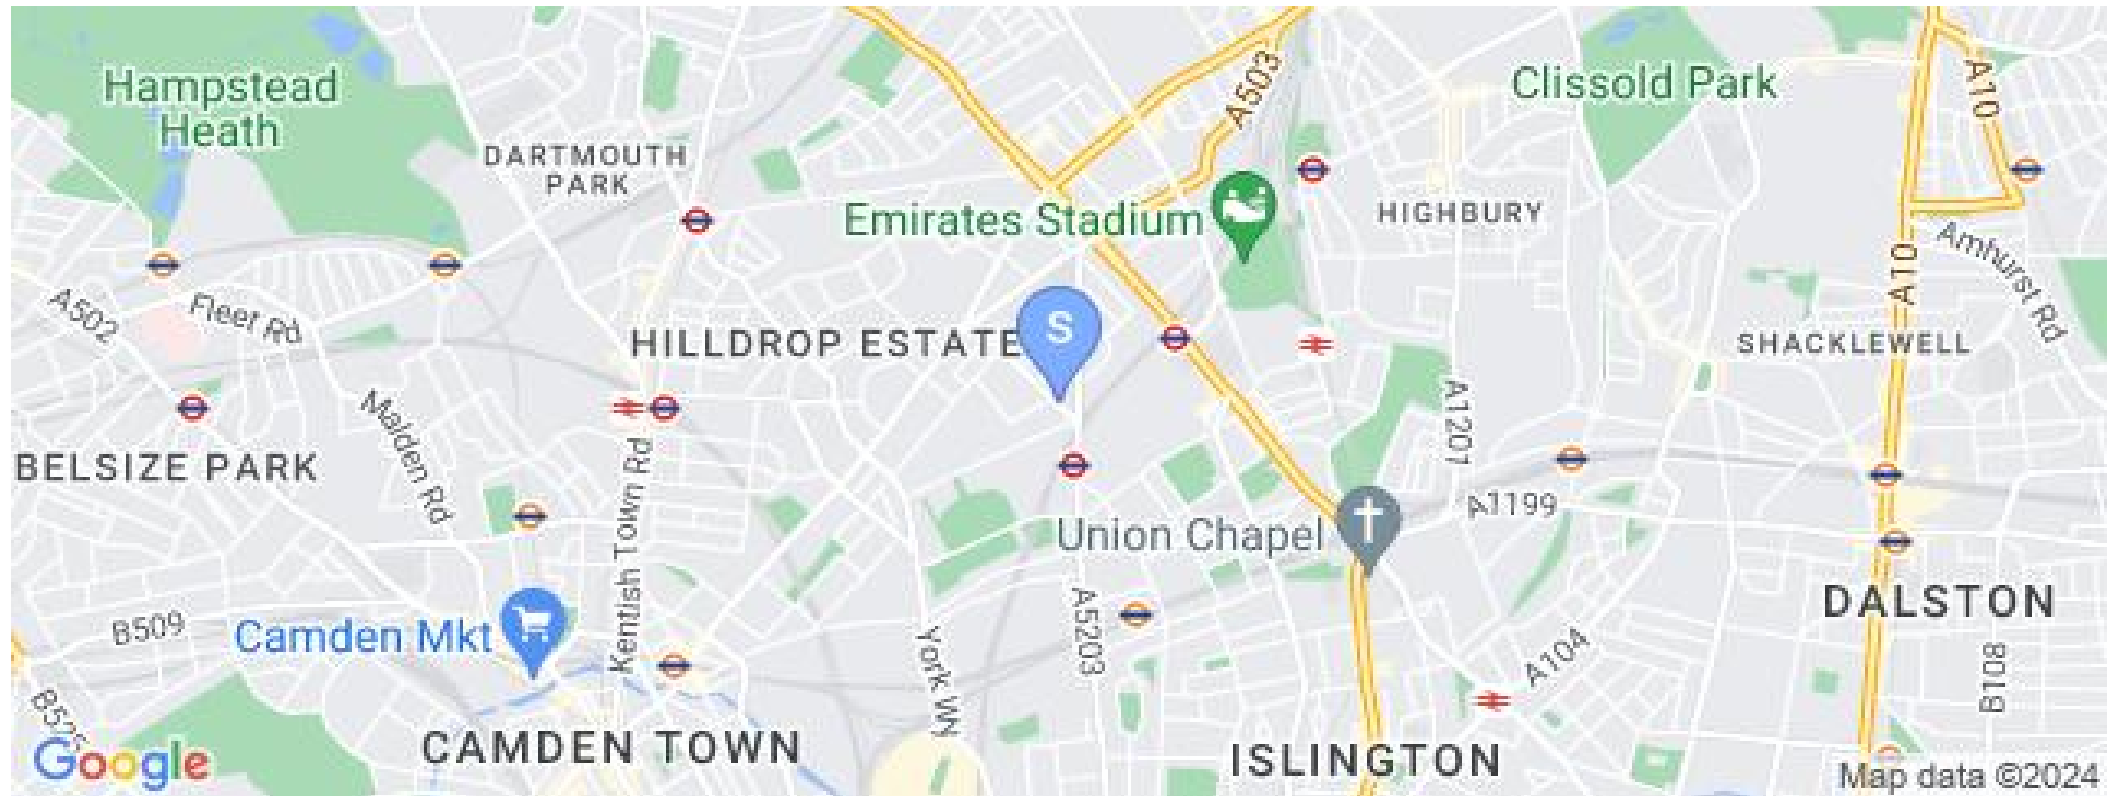 Hampstead
Heath
DARTMOUTH
PARK
A503
Clissold Park
A10
Emirates Stadium
HIGHBURY
A10
Amhurst Rd
A502
Fleet Rd
HILLDROP ESTATE
S
SHACKLEWELL
Malden Rd
A1201
BELSIZE PARK
Kentish Town Rd
A1199
Union Chapel
DALSTON
B509
Camden Mkt
A5203
York Wy
A104
B108
CAMDEN TOWN
ISLINGTON
Google
Map data ©2024